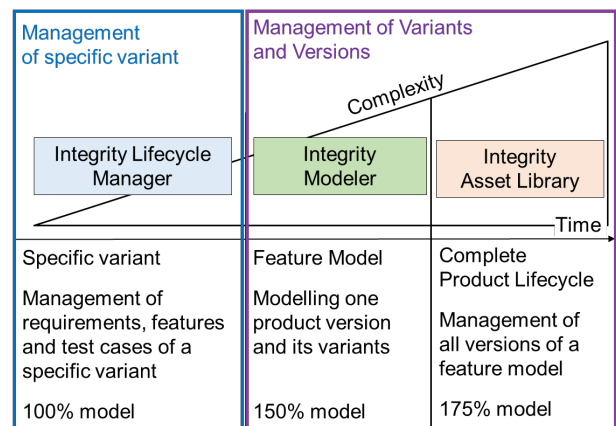 Management
of specific variant
Management of Variants
and Versions
Complexity
Integrity Lifecycle
Manager
Integrity
Modeler
Integrity
Asset Library
Time
Specific variant
Management of
requirements, features
and test cases of a
specific variant
100% model
Feature Model
Modelling one
product version
and its variants
150% model
Complete
Product Lifecycle
Management of
all versions of a
feature model
175% model